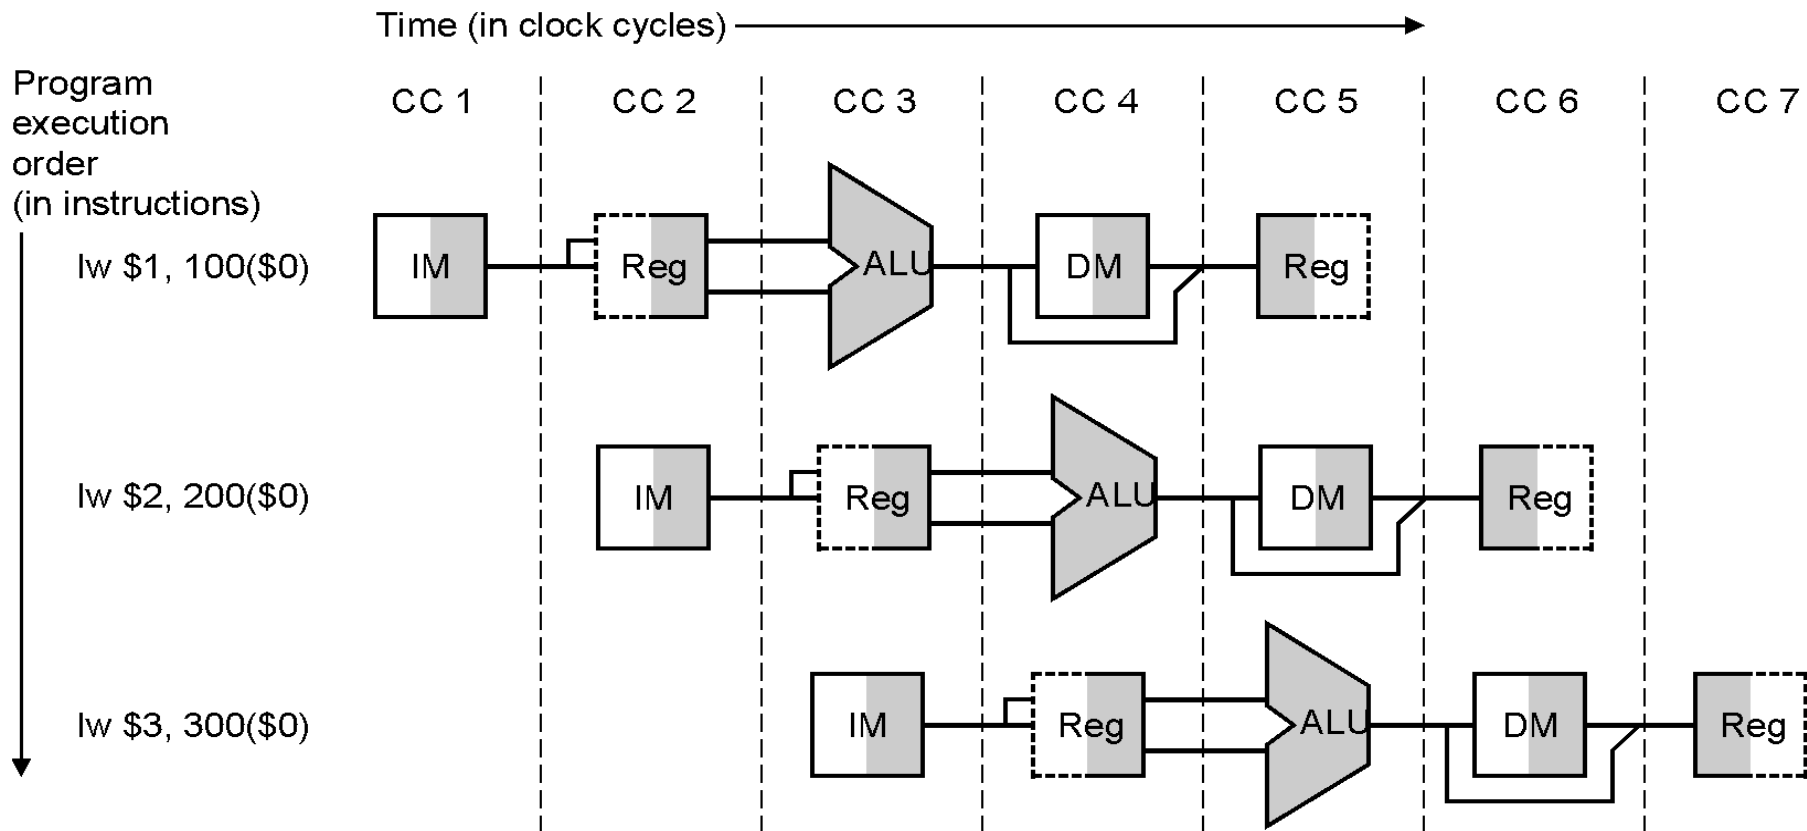 Time (in clock cycles)
Program
execution
order
(in instructions)
CC 1 CC 2 CC 3 CC 4 CC 5 CC 6 CC 7
lw $1, 100($0) IM Reg ALU DM Reg
lw $2, 200($0) IM Reg ALU DM Reg
lw $3, 300($0) IM Reg ALU DM Reg